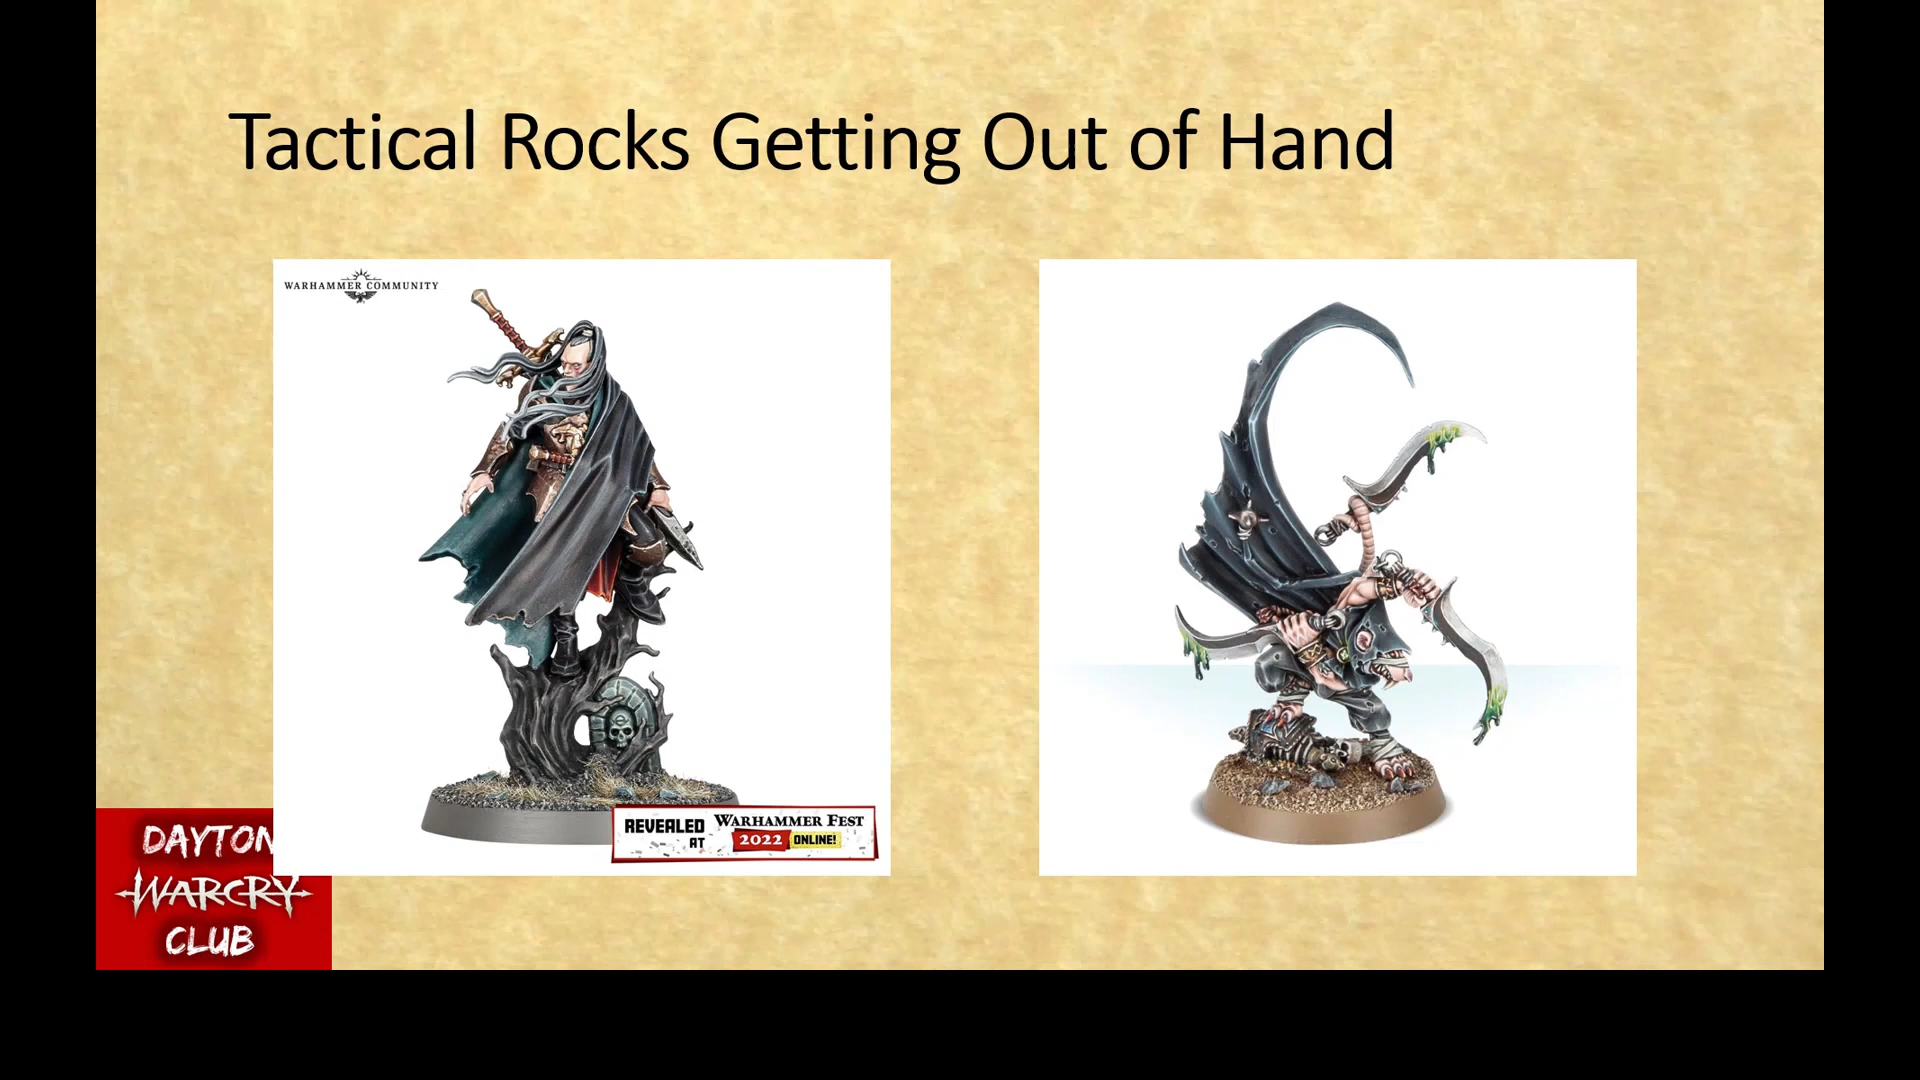 Tactical Rocks Getting Out of Hand
WARHAMMER COMMUNITY
REVEALED AT
WARHAMMER FEST
2022 ONLINE!
DAYTON
WARCRY
CLUB